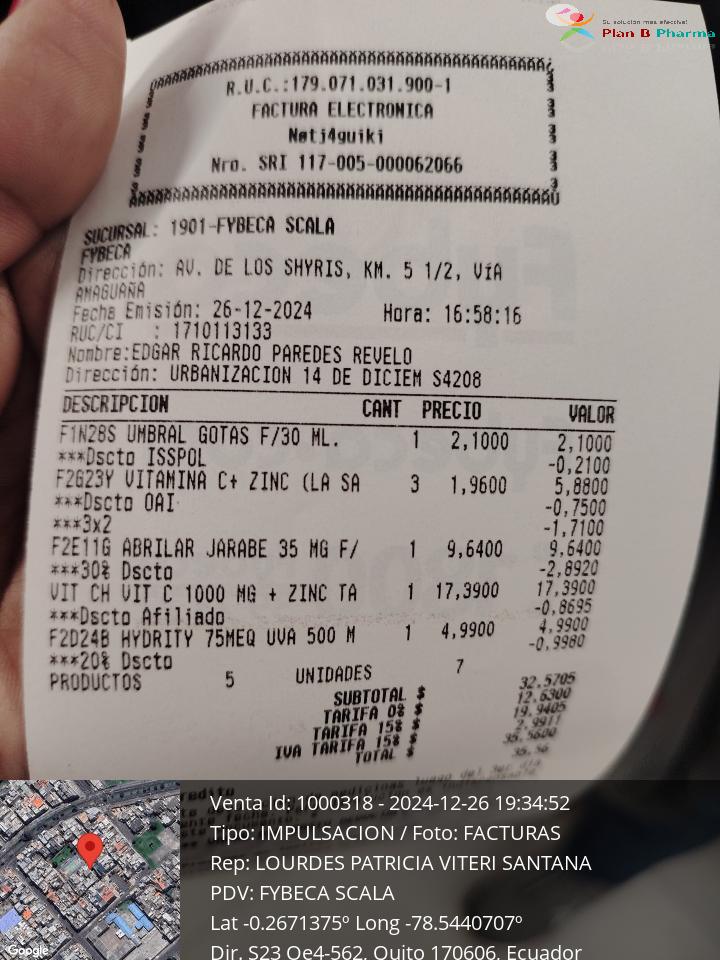 Su solución más efectiva!
Plan B Pharma
R.U.C.:179.071.031.900-1
FACTURA ELECTRONICA
Nøtj4guiki
Nro. SRI 117-005-000062066
SUCURSAL: 1901-FYBECA SCALA
FYBECA
Dirección: AV. DE LOS SHYRIS, KM. 5 1/2, VíA
AMAGUAÑA
Fecha Emisión: 26-12-2024 Hora: 16:58:16
RUC/CI : 1710113133
Nombre:EDGAR RICARDO PAREDES REVELO
Dirección: URBANIZACION 14 DE DICIEM S4208
DESCRIPCION CANT PRECIO VALOR
F1N28S UMBRAL GOTAS F/30 ML. 1 2,1000 2,1000
***Dscto ISSPOL -0,2100
F2G23Y VITAMINA C+ ZINC (LA SA 3 1,9600 5,8800
***Dscto OAI -0,7500
***3x2 -1,7100
F2E11G ABRILAR JARABE 35 MG F/ 1 9,6400 9,6400
***30% Dscto -2,8920
VIT CH VIT C 1000 MG + ZINC TA 1 17,3900 17,3900
***Dscto Afiliado -0,8695
F2D24B HYDRITY 75MEQ UVA 500 M 1 4,9900 4,9900
***20% Dscto -0,9980
PRODUCTOS 5 UNIDADES 7
SUBTOTAL $ 32.5705
TARIFA 0% $ 12.6300
TARIFA 15% $ 19.9405
IVA TARIFA 15% $ 2.9911
TOTAL $ 35.5600
35.56
Venta Id: 1000318 - 2024-12-26 19:34:52
Tipo: IMPULSACION / Foto: FACTURAS
Rep: LOURDES PATRICIA VITERI SANTANA
PDV: FYBECA SCALA
Lat -0.2671375º Long -78.5440707º
Dir. S23 Oe4-562, Quito 170606, Ecuador
Google